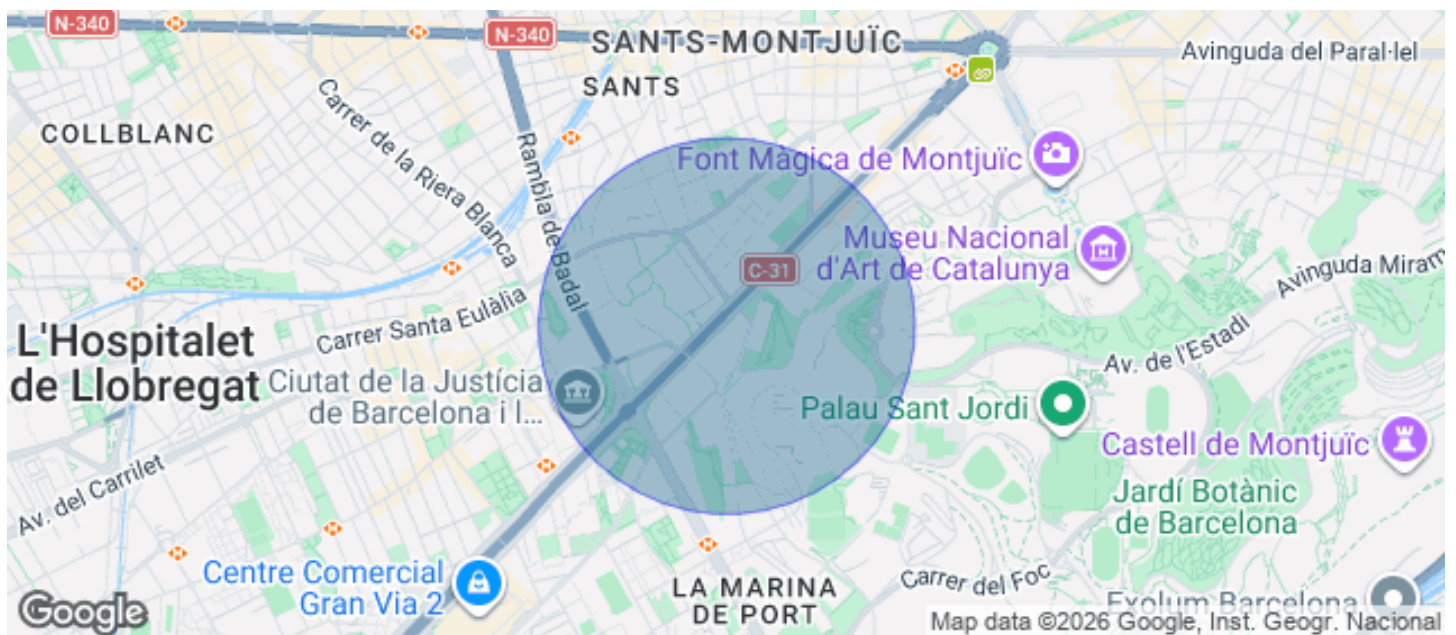 N-340
N-340
SANTS-MONTJUÏC
Avinguda del Paral·lel
SANTS
COLLBLANC
Carrer de la Riera Blanca
Rambla de Badal
Font Màgica de Montjuïc
Museu Nacional
d'Art de Catalunya
C-31
Avinguda Miram
Carrer Santa Eulàlia
L'Hospitalet
de Llobregat
Av. de l'Estadi
Ciutat de la Justícia
de Barcelona i l...
Palau Sant Jordi
Castell de Montjuïc
Av. del Carrilet
Jardí Botànic
de Barcelona
Centre Comercial
Gran Via 2
LA MARINA
DE PORT
Carrer del Foc
Exolum Barcelona
Google
Map data ©2026 Google, Inst. Geogr. Nacional